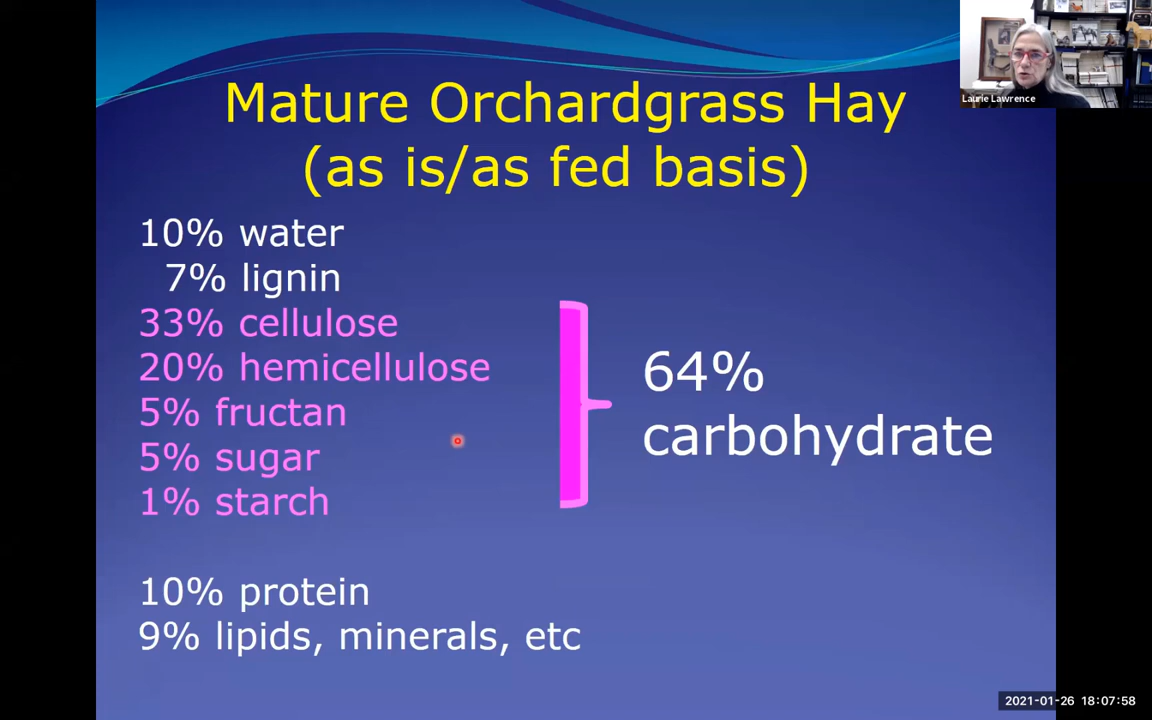 Mature Orchardgrass Hay
(as is/as fed basis)
10% water
7% lignin
33% cellulose
20% hemicellulose
5% fructan
5% sugar
1% starch
64%
carbohydrate
10% protein
9% lipids, minerals, etc
Laurie Lawrence
2021-01-26 18:07:58